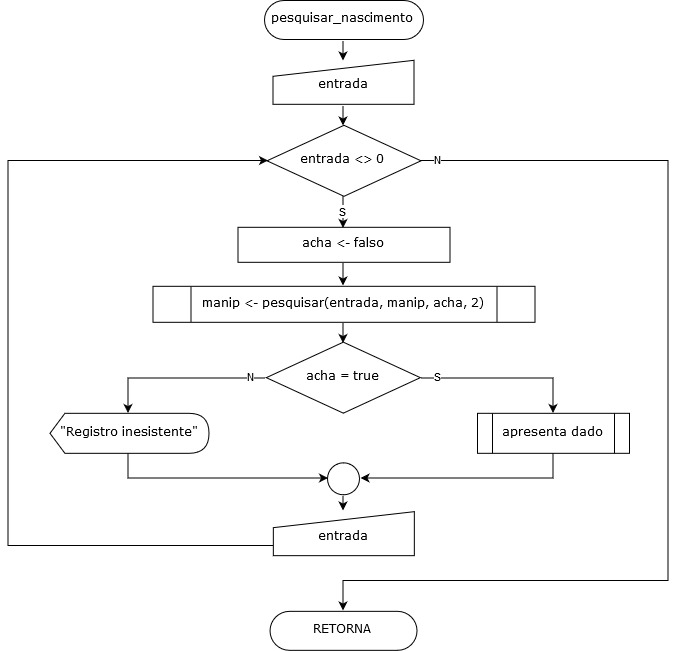 pesquisar_nascimento
entrada
entrada <> 0
N
S
acha <- falso
manip <- pesquisar(entrada, manip, acha, 2)
acha = true
N
S
"Registro inesistente"
apresenta dado
entrada
RETORNA